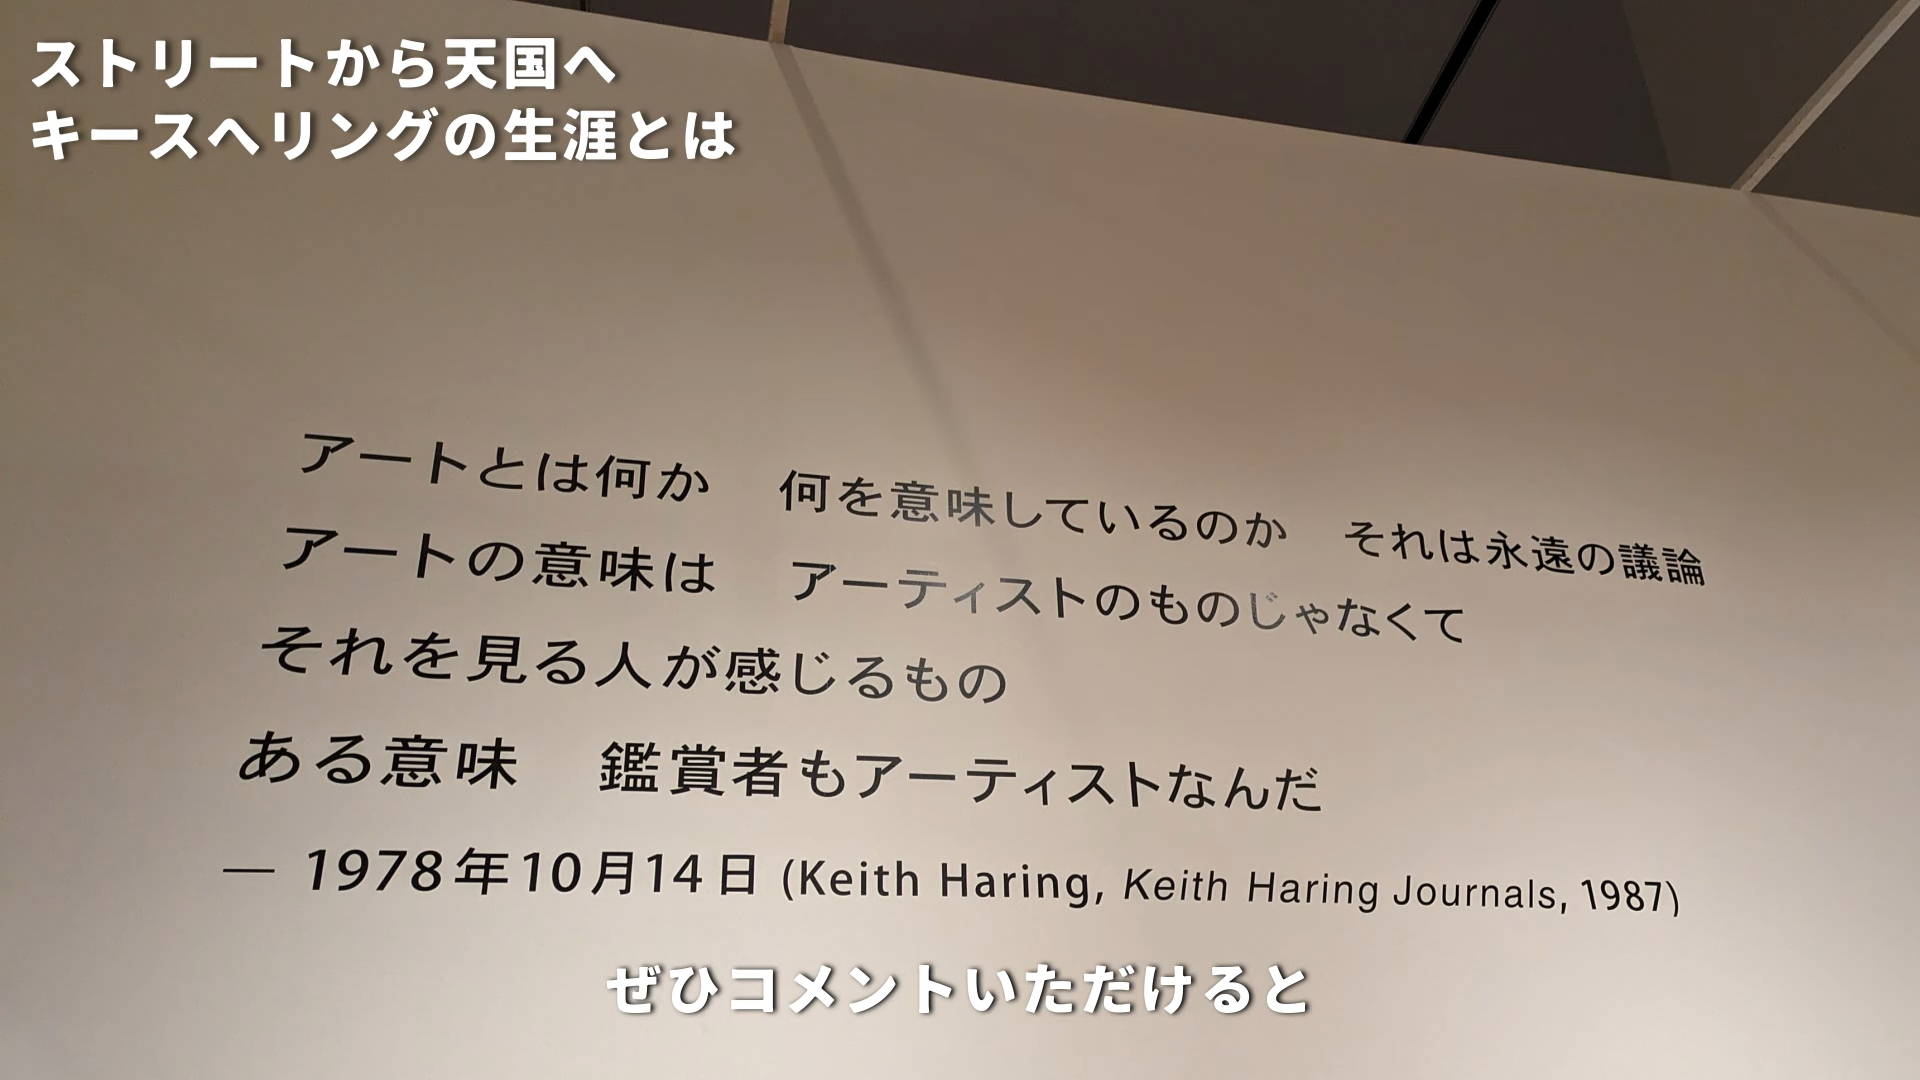 ストリートから天国へ
キースヘリングの生涯とは
アートとは何か　何を意味しているのか　それは永遠の議論
アートの意味は　アーティストのものじゃなくて
それを見る人が感じるもの
ある意味　鑑賞者もアーティストなんだ
— 1978年10月14日 (Keith Haring, Keith Haring Journals, 1987)
ぜひコメントいただけると